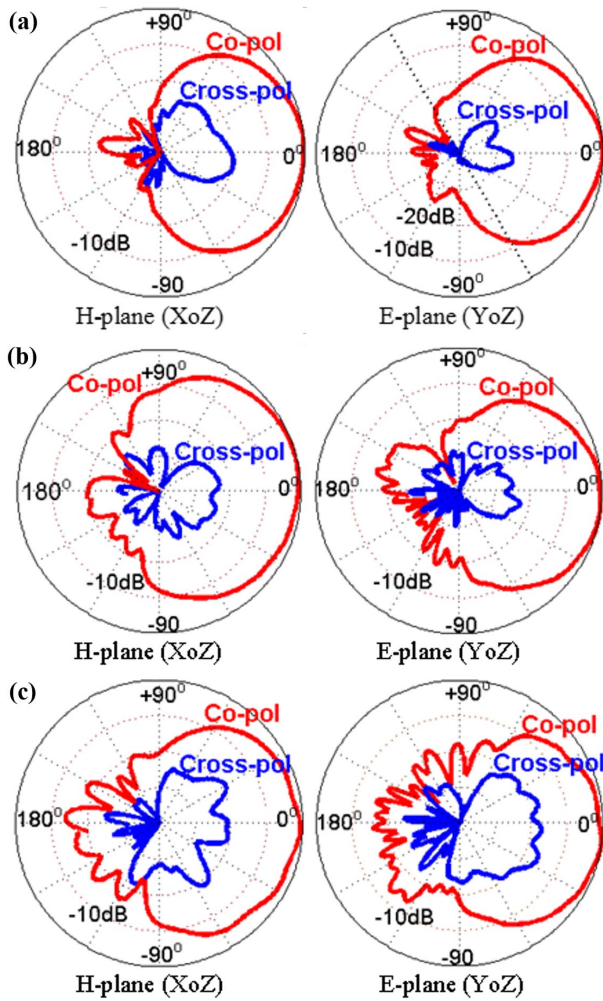 (a)
+90⁰
Co-pol
Cross-pol
180⁰
0⁰
-10dB
-90
H-plane (XoZ)
+90⁰
Co-pol
Cross-pol
180⁰
0⁰
-20dB
-10dB
-90⁰
E-plane (YoZ)
(b)
Co-pol
+90⁰
Cross-pol
180⁰
0⁰
-10dB
-90
H-plane (XoZ)
+90⁰
Co-pol
Cross-pol
180⁰
0⁰
-10dB
-90
E-plane (YoZ)
(c)
+90⁰
Co-pol
Cross-pol
180⁰
0⁰
-10dB
-90⁰
H-plane (XoZ)
+90⁰
Co-pol
Cross-pol
180⁰
0⁰
-10dB
-90
E-plane (YoZ)